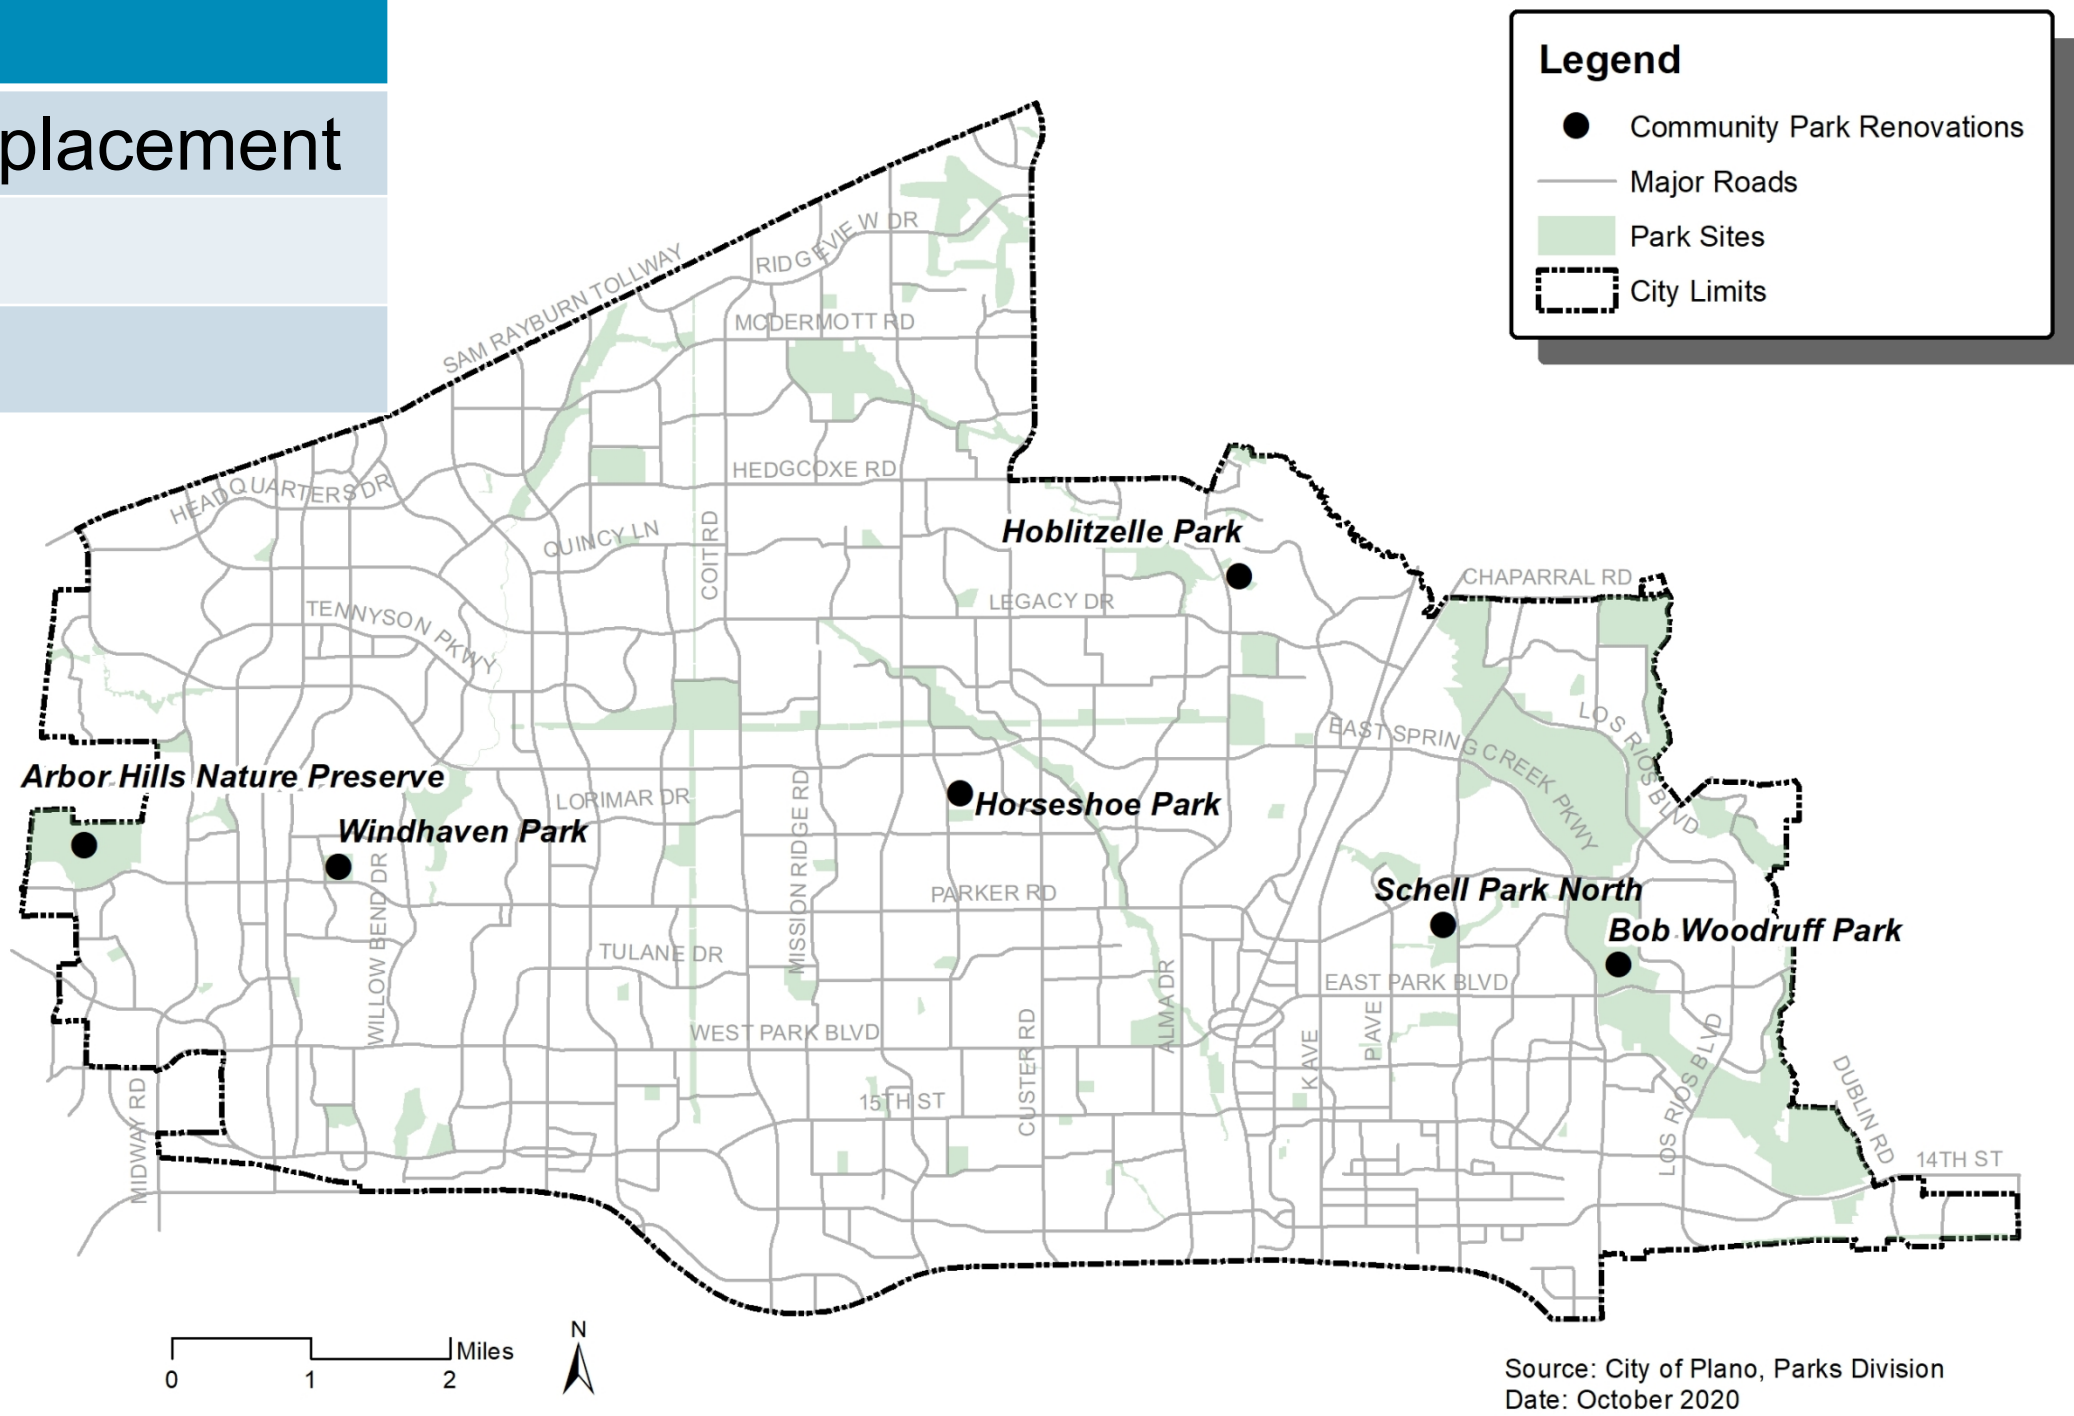 placement
Legend
Community Park Renovations
Major Roads
Park Sites
City Limits
RIDGEVIEW DR
SAM RAYBURN TOLLWAY
MCDERMOTT RD
HEDGCOXE RD
HEADQUARTERS DR
QUINCY LN
COIT RD
Hoblitzelle Park
CHAPARRAL RD
LEGACY DR
TENNYSON PKWY
LOS RIOS BLVD
EAST SPRING CREEK PKWY
Arbor Hills Nature Preserve
LORIMAR DR
MISSION RIDGE RD
Horseshoe Park
Windhaven Park
WILLOW BEND DR
PARKER RD
Schell Park North
Bob Woodruff Park
TULANE DR
EAST PARK BLVD
ALMA DR
WEST PARK BLVD
CUSTER RD
K AVE
P AVE
LOS RIOS BLVD
DUBLIN RD
15TH ST
MIDWAY RD
14TH ST
Miles
0 1 2
N
Source: City of Plano, Parks Division
Date: October 2020